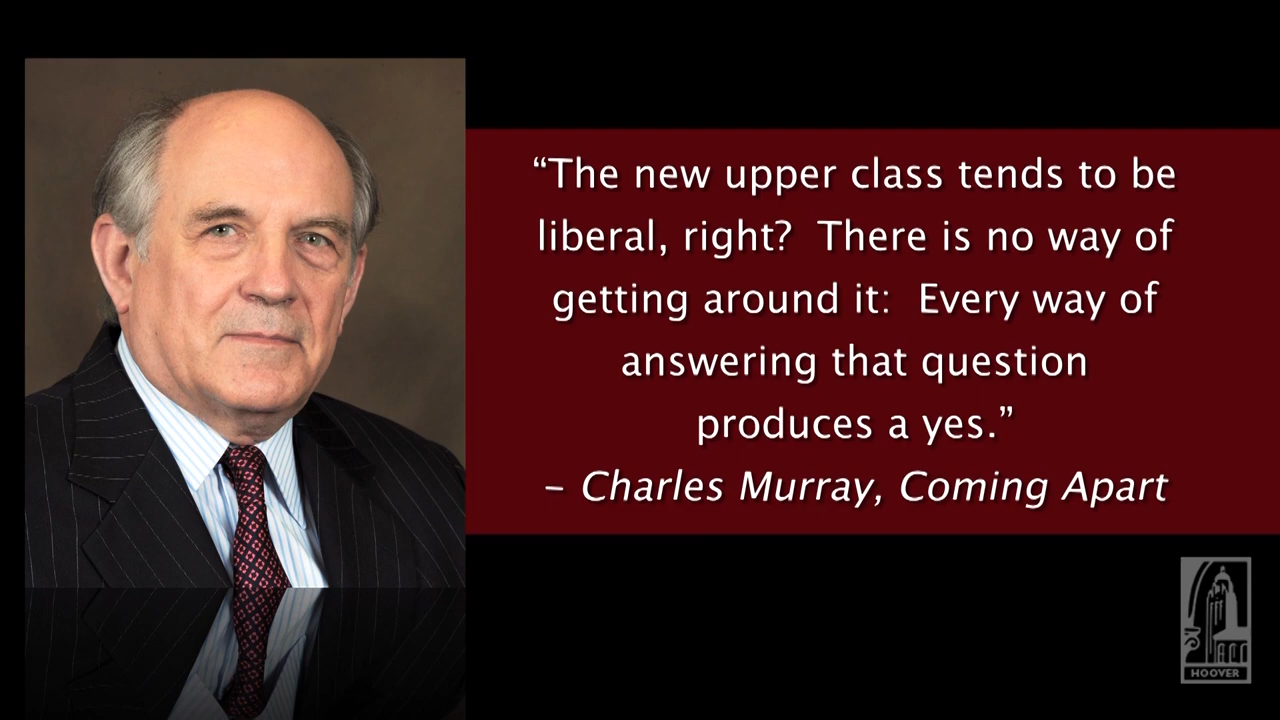 “The new upper class tends to be
liberal, right?  There is no way of
getting around it:  Every way of
answering that question
produces a yes.”
– Charles Murray, Coming Apart
HOOVER